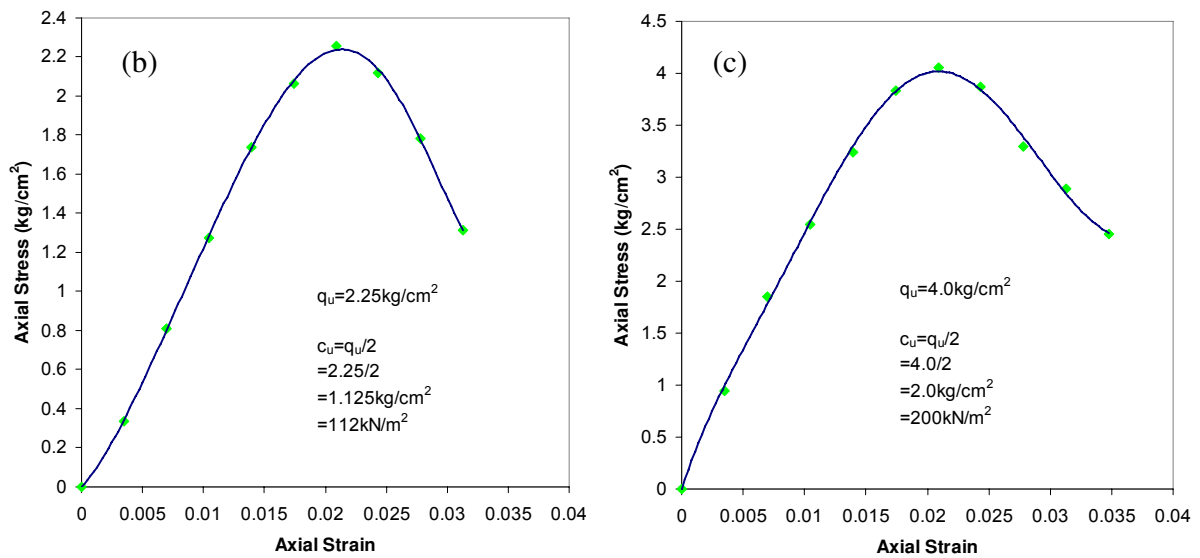 (b)
2.4
2.2
2
1.8
1.6
1.4
1.2
1
0.8
0.6
0.4
0.2
0
Axial Stress (kg/cm²)
qᵤ=2.25kg/cm²
cᵤ=qᵤ/2
=2.25/2
=1.125kg/cm²
=112kN/m²
0 0.005 0.01 0.015 0.02 0.025 0.03 0.035 0.04
Axial Strain
(c)
4.5
4
3.5
3
2.5
2
1.5
1
0.5
0
Axial Stress (kg/cm²)
qᵤ=4.0kg/cm²
cᵤ=qᵤ/2
=4.0/2
=2.0kg/cm²
=200kN/m²
0 0.005 0.01 0.015 0.02 0.025 0.03 0.035 0.04
Axial Strain